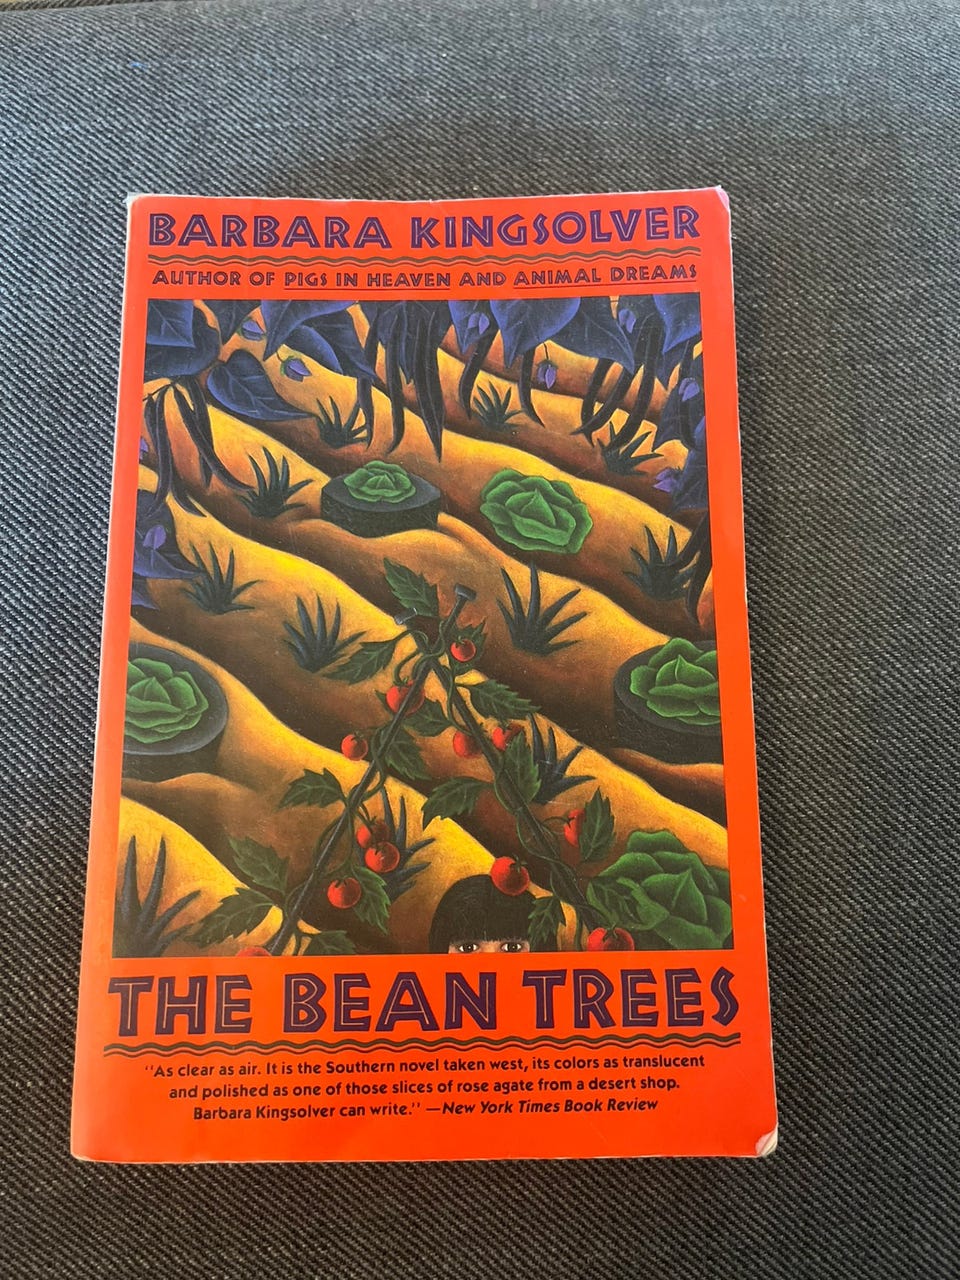 BARBARA KINGSOLVER
AUTHOR OF PIGS IN HEAVEN AND ANIMAL DREAMS
THE BEAN TREES
"As clear as air. It is the Southern novel taken west, its colors as translucent
and polished as one of those slices of rose agate from a desert shop.
Barbara Kingsolver can write." —New York Times Book Review